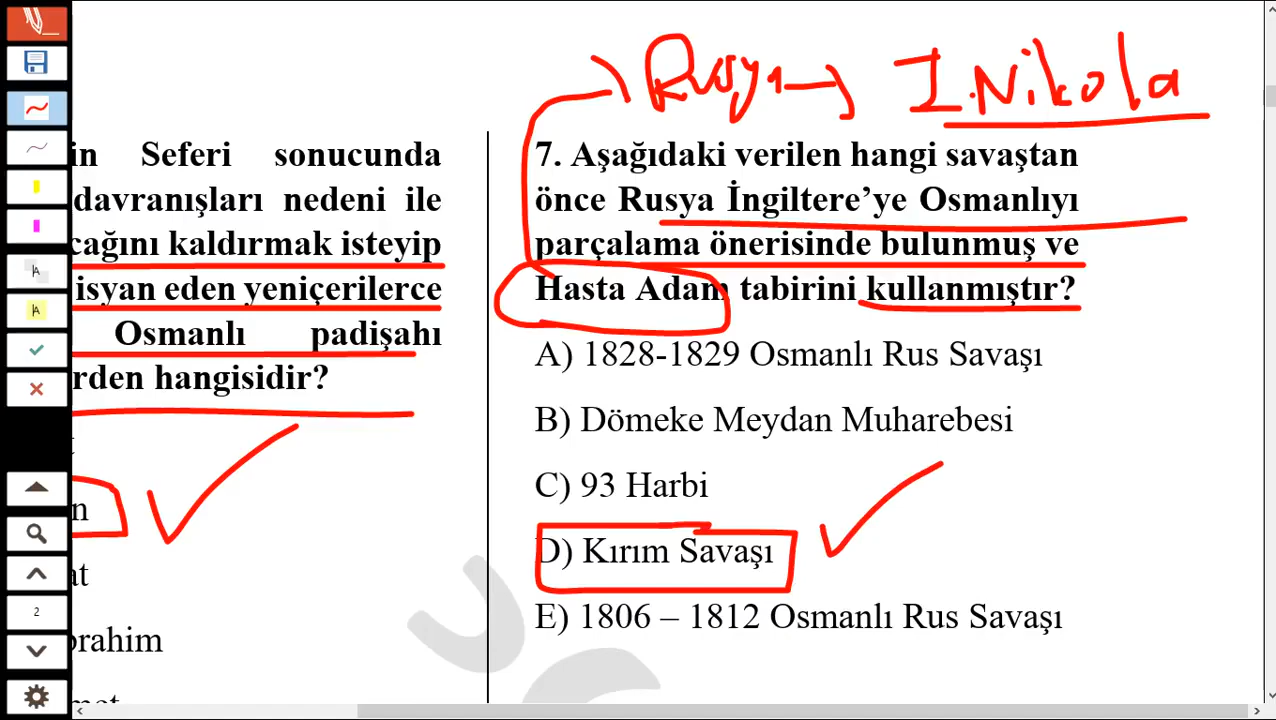 Rusya → I.Nikola
in Seferi sonucunda
davranışları nedeni ile
cağını kaldırmak isteyip
isyan eden yeniçerilerce
Osmanlı padişahı
rden hangisidir?
t
n
at
brahim
met
7. Aşağıdaki verilen hangi savaştan
önce Rusya İngiltere’ye Osmanlıyı
parçalama önerisinde bulunmuş ve
Hasta Adam tabirini kullanmıştır?
A) 1828-1829 Osmanlı Rus Savaşı
B) Dömeke Meydan Muharebesi
C) 93 Harbi
D) Kırım Savaşı
E) 1806 – 1812 Osmanlı Rus Savaşı
A
A
2